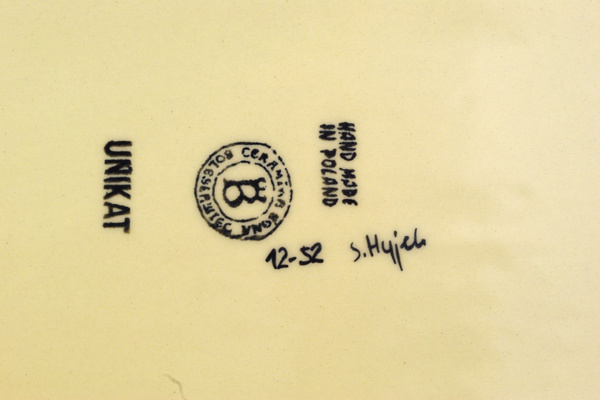 UNIKAT
CERAMIKA BOLESŁAWIEC
B
HAND MADE
IN POLAND
12-52
S. Hyjek